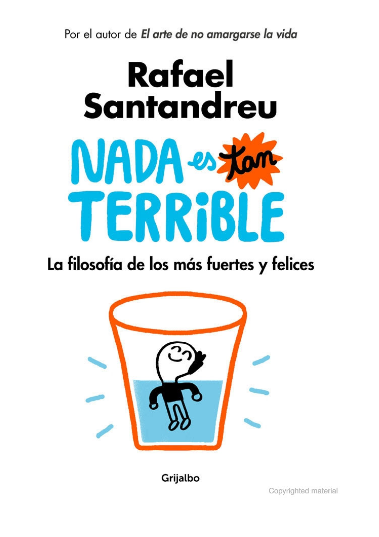 Por el autor de El arte de no amargarse la vida
Rafael
Santandreu
NADA es tan
TERRiBLE
La filosofía de los más fuertes y felices
Grijalbo
Copyrighted material